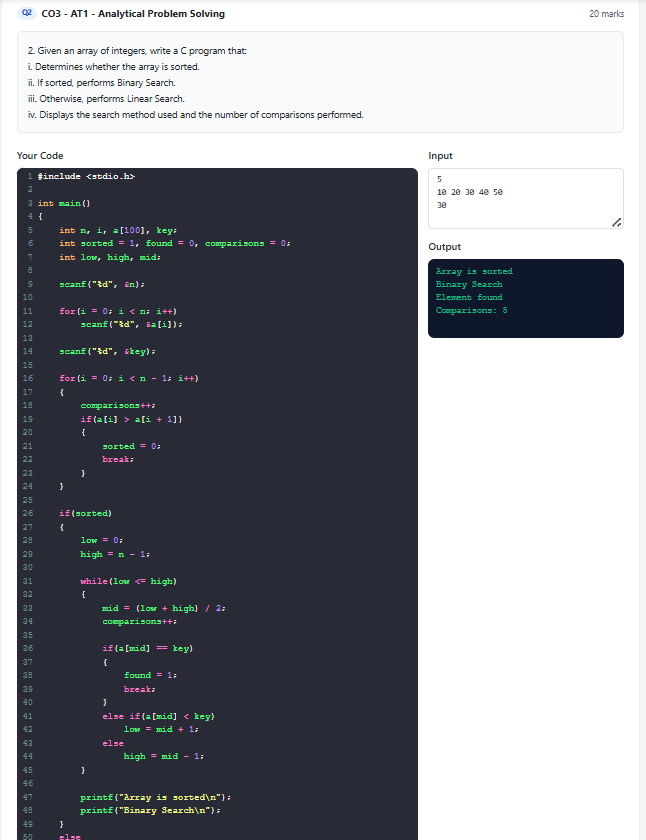 Q2 CO3 - AT1 - Analytical Problem Solving 20 marks
2. Given an array of integers, write a C program that:
i. Determines whether the array is sorted.
ii. If sorted, performs Binary Search.
iii. Otherwise, performs Linear Search.
iv. Displays the search method used and the number of comparisons performed.
Your Code
1 #include <stdio.h>
2
3 int main()
4 {
5 int n, i, a[100], key;
6 int sorted = 1, found = 0, comparisons = 0;
7 int low, high, mid;
8
9 scanf("%d", &n);
10
11 for(i = 0; i < n; i++)
12 scanf("%d", &a[i]);
13
14 scanf("%d", &key);
15
16 for(i = 0; i < n - 1; i++)
17 {
18 comparisons++;
19 if(a[i] > a[i + 1])
20 {
21 sorted = 0;
22 break;
23 }
24 }
25
26 if(sorted)
27 {
28 low = 0;
29 high = n - 1;
30
31 while(low <= high)
32 {
33 mid = (low + high) / 2;
34 comparisons++;
35
36 if(a[mid] == key)
37 {
38 found = 1;
39 break;
40 }
41 else if(a[mid] < key)
42 low = mid + 1;
43 else
44 high = mid - 1;
45 }
46
47 printf("Array is sorted\n");
48 printf("Binary Search\n");
49 }
50 else
Input
5
10 20 30 40 50
30
Output
Array is sorted
Binary Search
Element found
Comparisons: 5